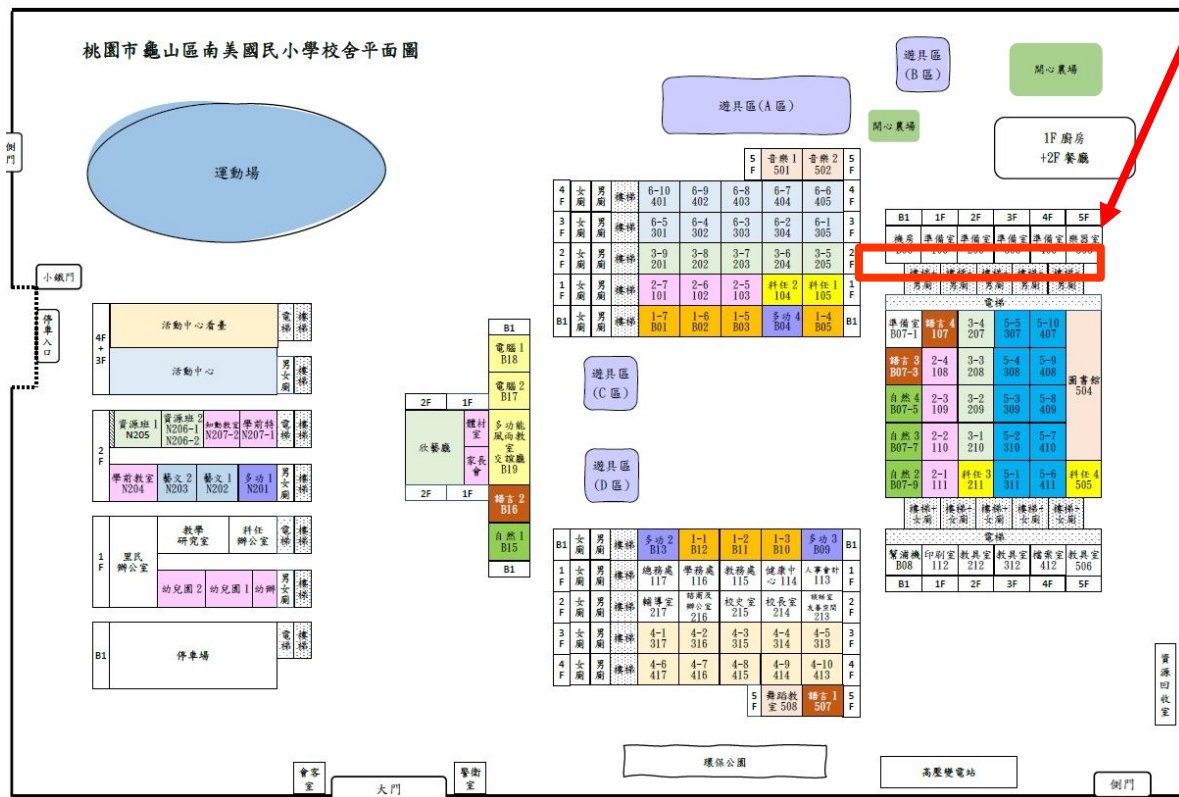 桃園市龜山區南美國民小學校舍平面圖
遊具區
(B 區)
開心農場
遊具區(A 區)
開心農場
側門
運動場
1F 廚房
+2F 餐廳
5F 音樂 1 音樂 2 5F
501 502
4F 女廁 男廁 樓梯 6-10 6-9 6-8 6-7 6-6 4F
401 402 403 404 405
3F 女廁 男廁 樓梯 6-5 6-4 6-3 6-2 6-1 3F
301 302 303 304 305
2F 女廁 男廁 樓梯 3-9 3-8 3-7 3-6 3-5 2F
201 202 203 204 205
1F 女廁 男廁 樓梯 2-7 2-6 2-5 科任 2 科任 1 1F
101 102 103 104 105
B1 女廁 男廁 樓梯 1-7 1-6 1-5 多功 4 1-4 B1
B01 B02 B03 B04 B05
B1 1F 2F 3F 4F 5F
機房 準備室 準備室 準備室 準備室 樂器室
樓梯+ 樓梯+ 樓梯+ 樓梯+ 樓梯+
男廁 男廁 男廁 男廁 男廁
電梯
準備室 語言 4 3-4 5-5 5-10
B07-1 107 207 307 407
語言 3 2-4 3-3 5-4 5-9
B07-3 108 208 308 408
圖書館
504
自然 4 2-3 3-2 5-3 5-8
B07-5 109 209 309 409
自然 3 2-2 3-1 5-2 5-7
B07-7 110 210 310 410
自然 2 2-1 科任 3 5-1 5-6 科任 4
B07-9 111 211 311 411 505
樓梯+ 樓梯+ 樓梯+ 樓梯+ 樓梯+
女廁 女廁 女廁 女廁 女廁
電梯
幫浦機 印刷室 教具室 教具室 檔案室 教具室
B08 112 212 312 412 506
B1 1F 2F 3F 4F 5F
小鐵門
停車入口
4F+3F
活動中心看臺 電梯 樓梯
活動中心 男女廁 樓梯
2F
資源班 1 資源班 2 知動教室 學前特 電梯 樓梯
N205 N206-1 N207-2 N207-1
N206-2
學前教室 藝文 2 藝文 1 多功 1 男女廁 樓梯
N204 N203 N202 N201
1F
里民
辦公室
教學
研究室
科任
辦公室
電梯 樓梯
幼兒園 2 幼兒園 1 幼辦 男女廁 樓梯
B1 停車場 電梯 樓梯
B1
電腦 1
B18
電腦 2
B17
2F 1F
欣藝廳
體材室
家長會
多功能
風雨教
室
交誼廳
B19
2F 1F
語言 2
B16
自然 1
B15
B1
遊具區
(C 區)
遊具區
(D 區)
B1 女廁 男廁 樓梯 多功 2 1-1 1-2 1-3 多功 3 B1
B13 B12 B11 B10 B09
1F 女廁 男廁 樓梯 總務處 學務處 教務處 健康中心 人事會計 1F
117 116 115 114 113
2F 女廁 男廁 樓梯 輔導室 諮商及辦公室 校史室 校長室 2F
217 216 215 214 友善空間 213
3F 女廁 男廁 樓梯 4-1 4-2 4-3 4-4 4-5 3F
317 316 315 314 313
4F 女廁 男廁 樓梯 4-6 4-7 4-8 4-9 4-10 4F
417 416 415 414 413
5F 舞蹈教室 508 語言 1 507 5F
資源回收室
環保公園
高壓變電站
會客室
大門
警衛室
側門